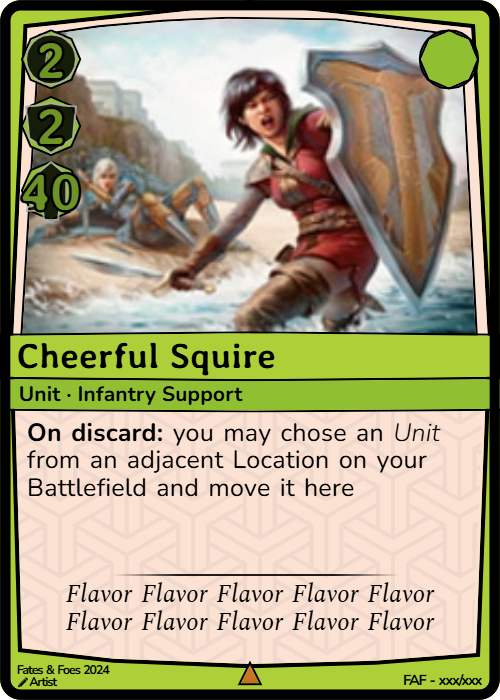 2
2
40
Cheerful Squire
Unit · Infantry Support
On discard: you may chose an Unit
from an adjacent Location on your
Battlefield and move it here
Flavor Flavor Flavor Flavor Flavor
Flavor Flavor Flavor Flavor Flavor
Fates & Foes 2024
Artist
FAF - xxx/xxx